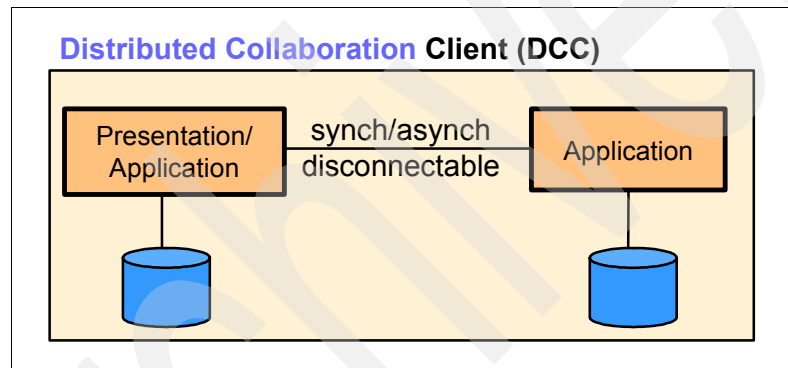 Distributed Collaboration Client (DCC)
Presentation/
Application
synch/asynch
disconnectable
Application